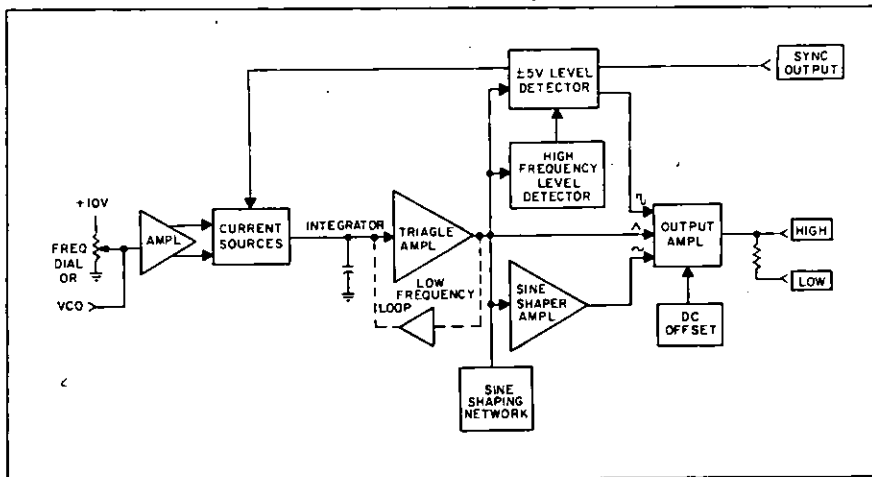 ±5V LEVEL
DETECTOR
SYNC
OUTPUT
HIGH
FREQUENCY
LEVEL
DETECTOR
+10V
FREQ
DIAL
OR
VCO
AMPL
CURRENT
SOURCES
INTEGRATOR
TRIAGLE
AMPL
LOW
FREQUENCY
LOOP
SINE
SHAPER
AMPL
SINE
SHAPING
NETWORK
OUTPUT
AMPL
DC
OFFSET
HIGH
LOW